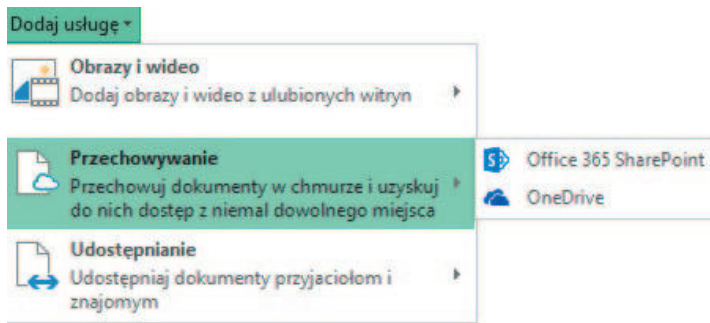 Dodaj usługę
Obrazy i wideo
Dodaj obrazy i wideo z ulubionych witryn
Przechowywanie
Przechowuj dokumenty w chmurze i uzyskuj
do nich dostęp z niemal dowolnego miejsca
Office 365 SharePoint
OneDrive
Udostępnianie
Udostępniaj dokumenty przyjaciołom i
znajomym